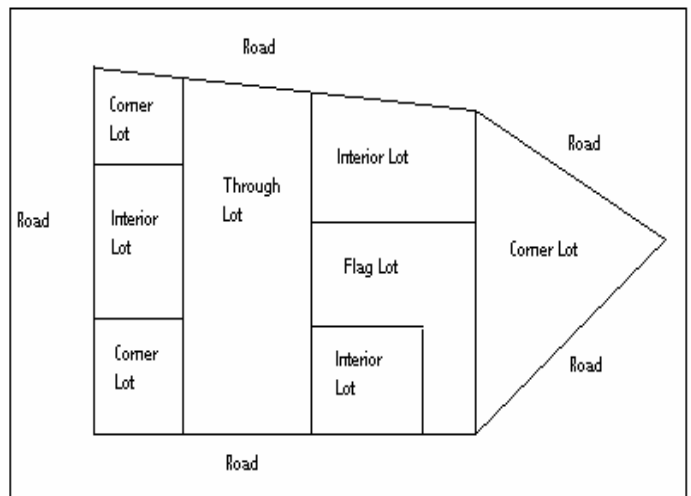 Road
Corner
Lot
Road
Interior Lot
Through
Lot
Road
Interior
Lot
Corner Lot
Flag Lot
Corner
Lot
Interior
Lot
Road
Road